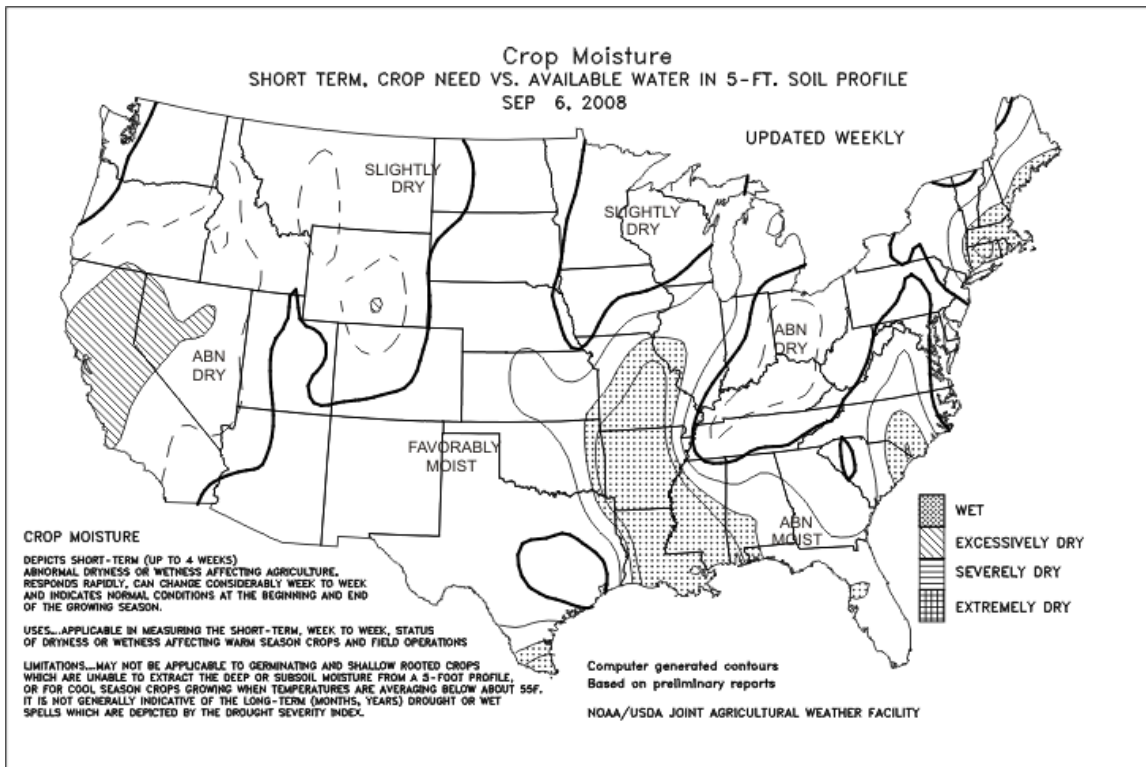 Crop Moisture
SHORT TERM, CROP NEED VS. AVAILABLE WATER IN 5-FT. SOIL PROFILE
SEP 6, 2008
UPDATED WEEKLY
SLIGHTLY
DRY
SLIGHTLY
DRY
ABN
DRY
ABN
DRY
FAVORABLY
MOIST
ABN
MOIST
WET
EXCESSIVELY DRY
SEVERELY DRY
EXTREMELY DRY
CROP MOISTURE
DEPICTS SHORT-TERM (UP TO 4 WEEKS)
ABNORMAL DRYNESS OR WETNESS AFFECTING AGRICULTURE,
RESPONDS RAPIDLY, CAN CHANGE CONSIDERABLY WEEK TO WEEK
AND INDICATES NORMAL CONDITIONS AT THE BEGINNING AND END
OF THE GROWING SEASON.
USES...APPLICABLE IN MEASURING THE SHORT-TERM, WEEK TO WEEK, STATUS
OF DRYNESS OR WETNESS AFFECTING WARM SEASON CROPS AND FIELD OPERATIONS
LIMITATIONS...MAY NOT BE APPLICABLE TO GERMINATING AND SHALLOW ROOTED CROPS
WHICH ARE UNABLE TO EXTRACT THE DEEP OR SUBSOIL MOISTURE FROM A 5-FOOT PROFILE,
OR FOR COOL SEASON CROPS GROWING WHEN TEMPERATURES ARE AVERAGING BELOW ABOUT 55F.
IT IS NOT GENERALLY INDICATIVE OF THE LONG-TERM (MONTHS, YEARS) DROUGHT OR WET
SPELLS WHICH ARE DEPICTED BY THE DROUGHT SEVERITY INDEX.
Computer generated contours
Based on preliminary reports
NOAA/USDA JOINT AGRICULTURAL WEATHER FACILITY